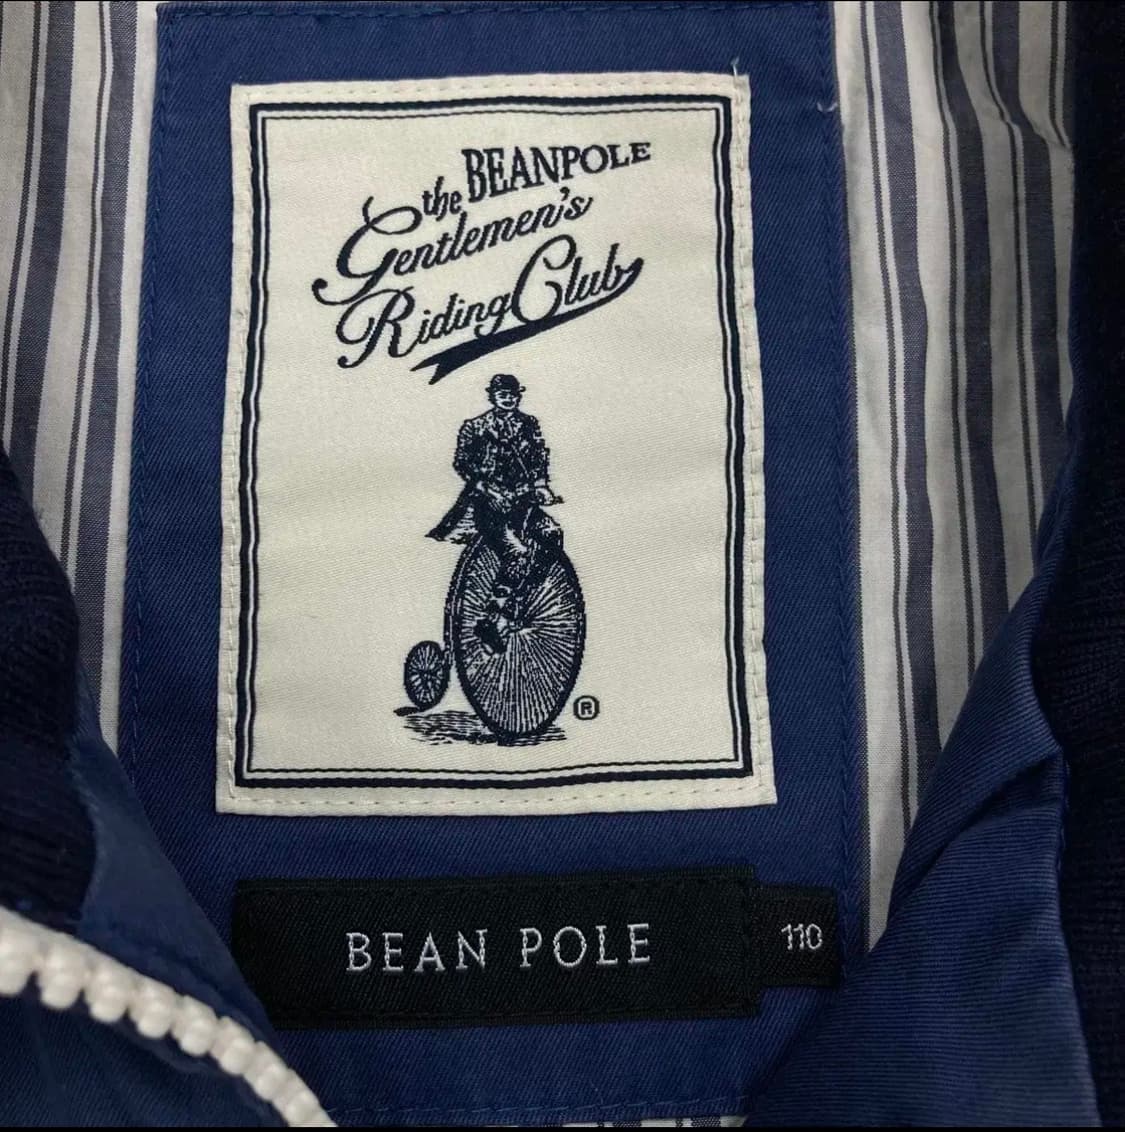 the BEANPOLE
Gentlemen's
Riding Club
®
BEAN POLE
110